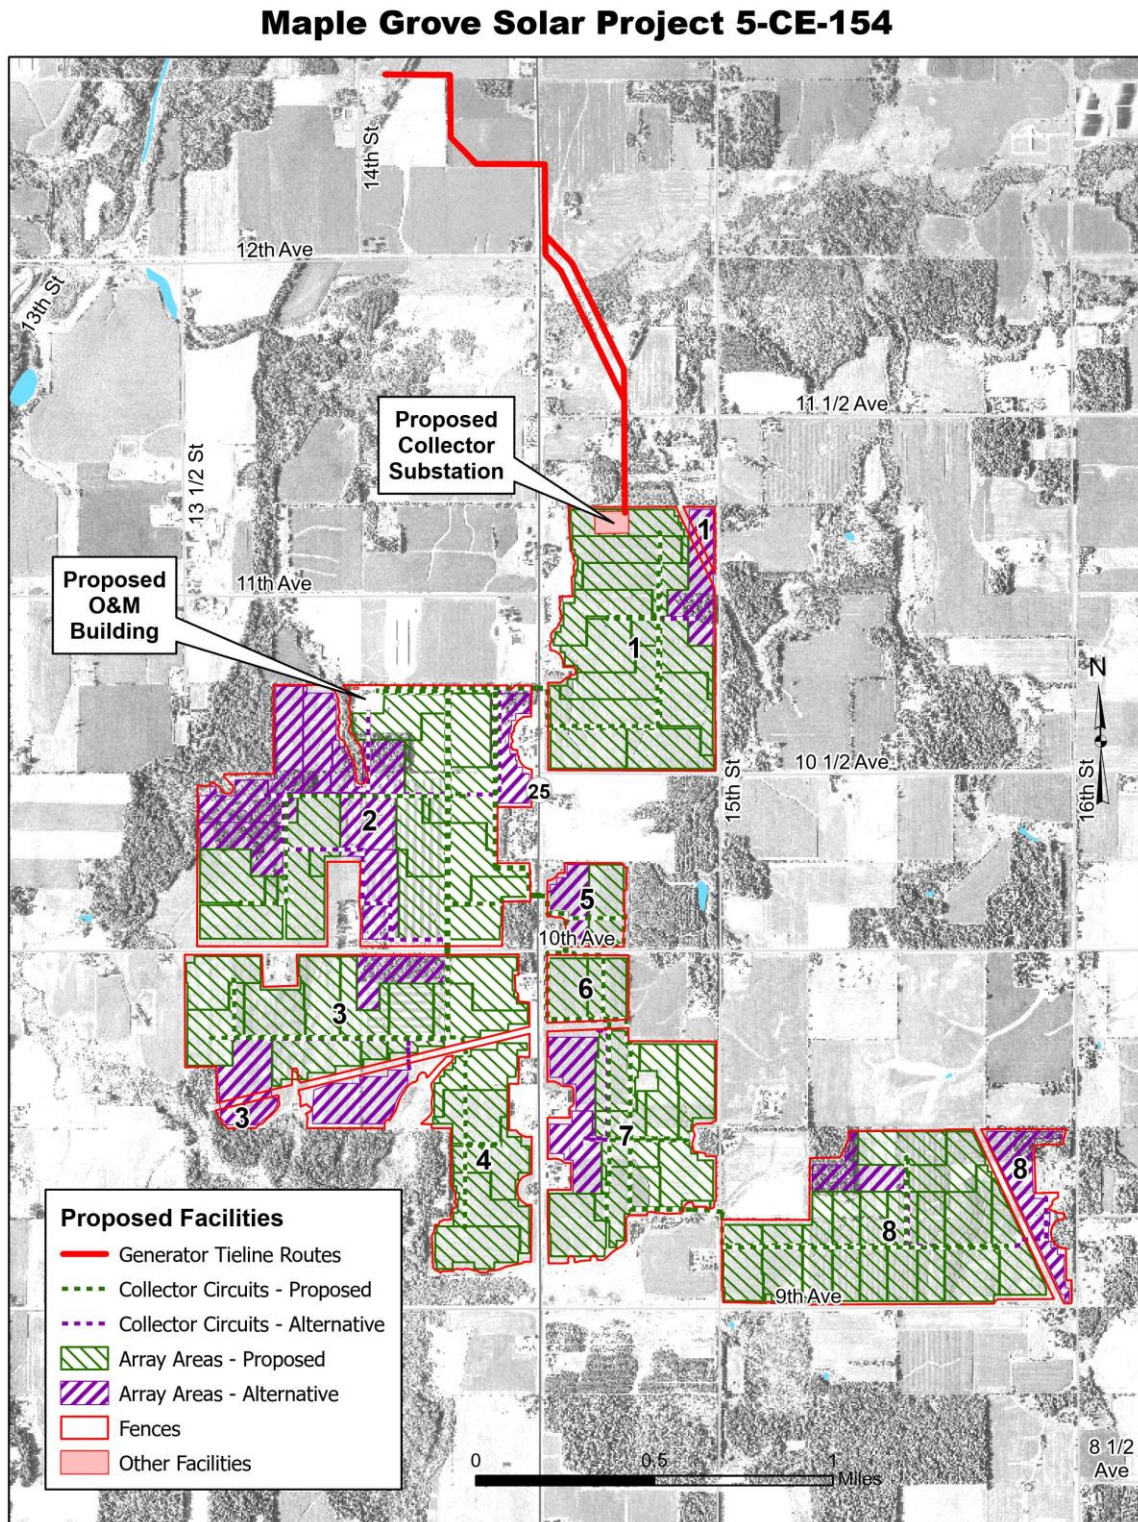 Maple Grove Solar Project 5-CE-154
14th St
12th Ave
13th St
11 1/2 Ave
Proposed
Collector
Substation
13 1/2 St
1
11th Ave
Proposed
O&M
Building
1
N
10 1/2 Ave
15th St
16th St
25
2
5
10th Ave
6
3
3
7
4
8
8
9th Ave
Proposed Facilities
Generator Tieline Routes
Collector Circuits - Proposed
Collector Circuits - Alternative
Array Areas - Proposed
Array Areas - Alternative
Fences
Other Facilities
0 0.5 1
Miles
8 1/2
Ave